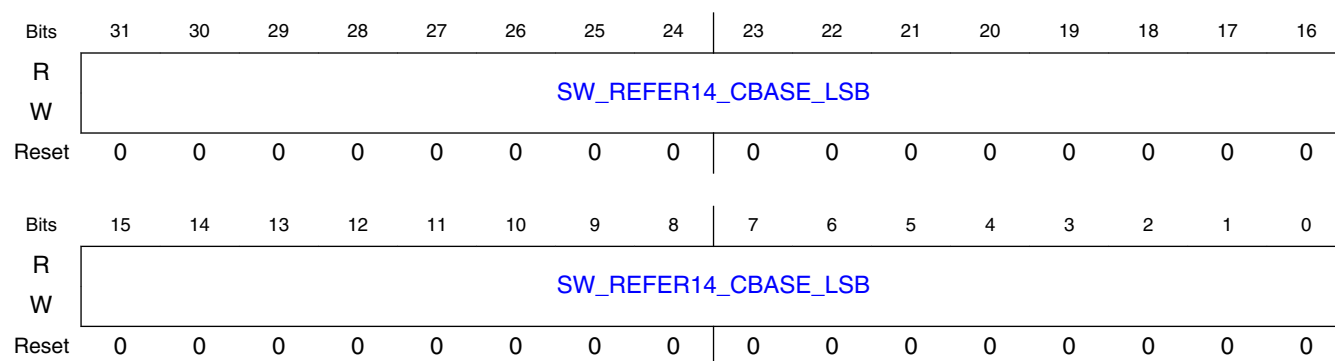 Bits 31 30 29 28 27 26 25 24 23 22 21 20 19 18 17 16
R
SW_REFER14_CBASE_LSB
W
Reset 0 0 0 0 0 0 0 0 0 0 0 0 0 0 0 0
Bits 15 14 13 12 11 10 9 8 7 6 5 4 3 2 1 0
R
SW_REFER14_CBASE_LSB
W
Reset 0 0 0 0 0 0 0 0 0 0 0 0 0 0 0 0